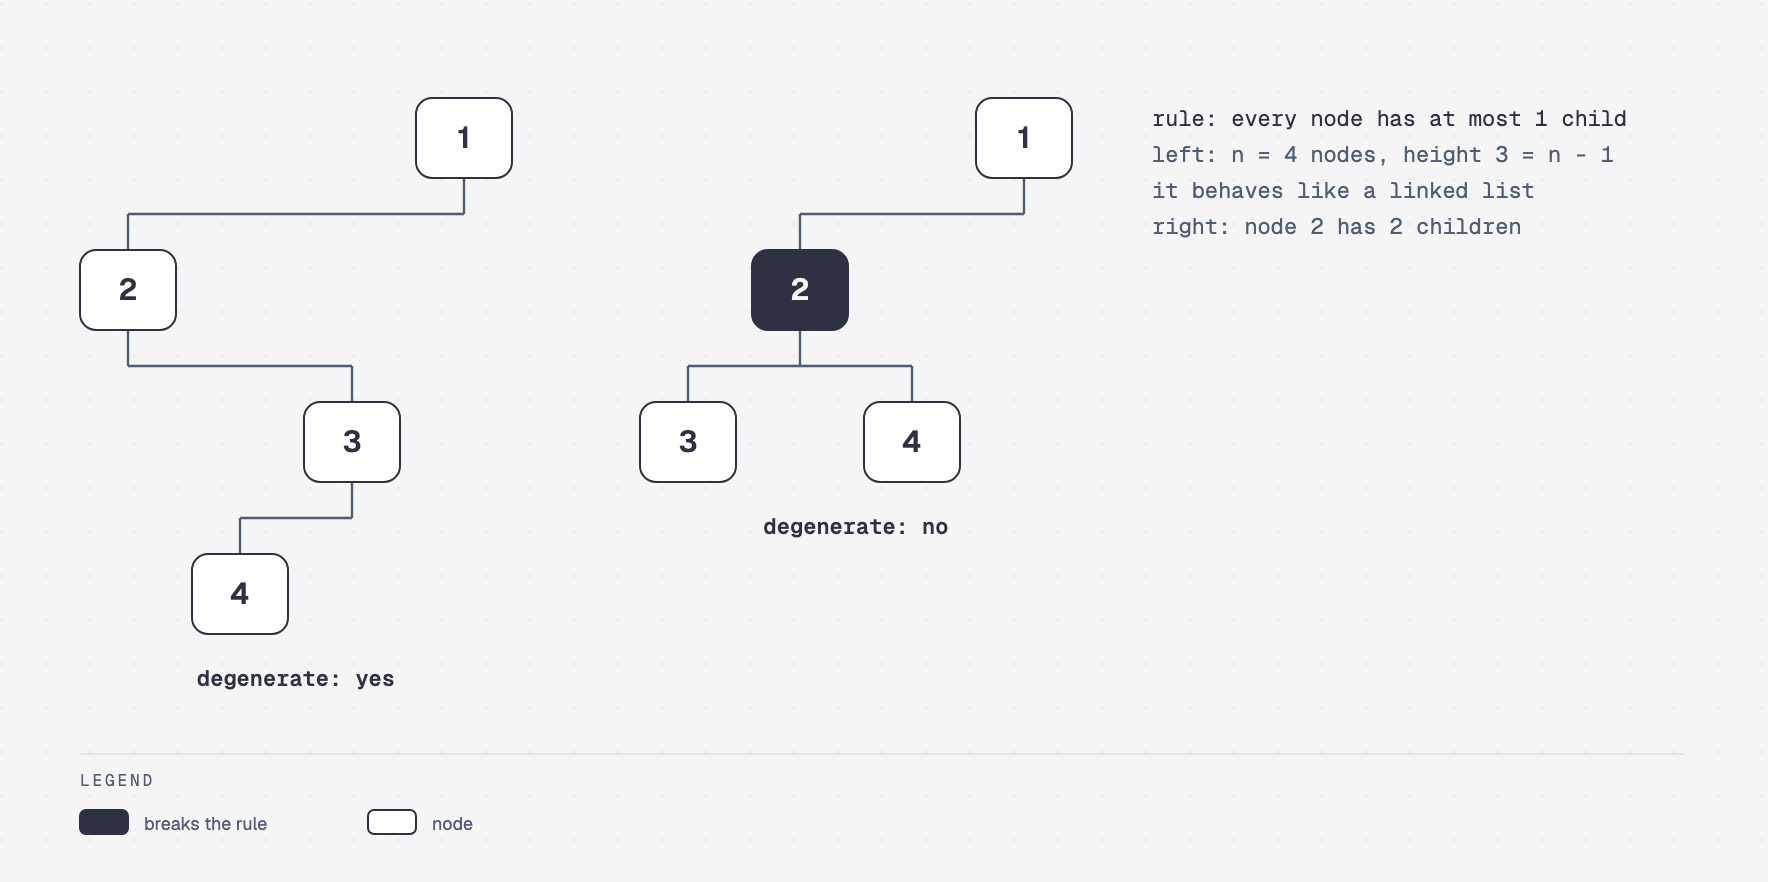 1
2
3
4
degenerate: yes
1
2
3
4
degenerate: no
rule: every node has at most 1 child
left: n = 4 nodes, height 3 = n - 1
it behaves like a linked list
right: node 2 has 2 children
LEGEND
breaks the rule
node